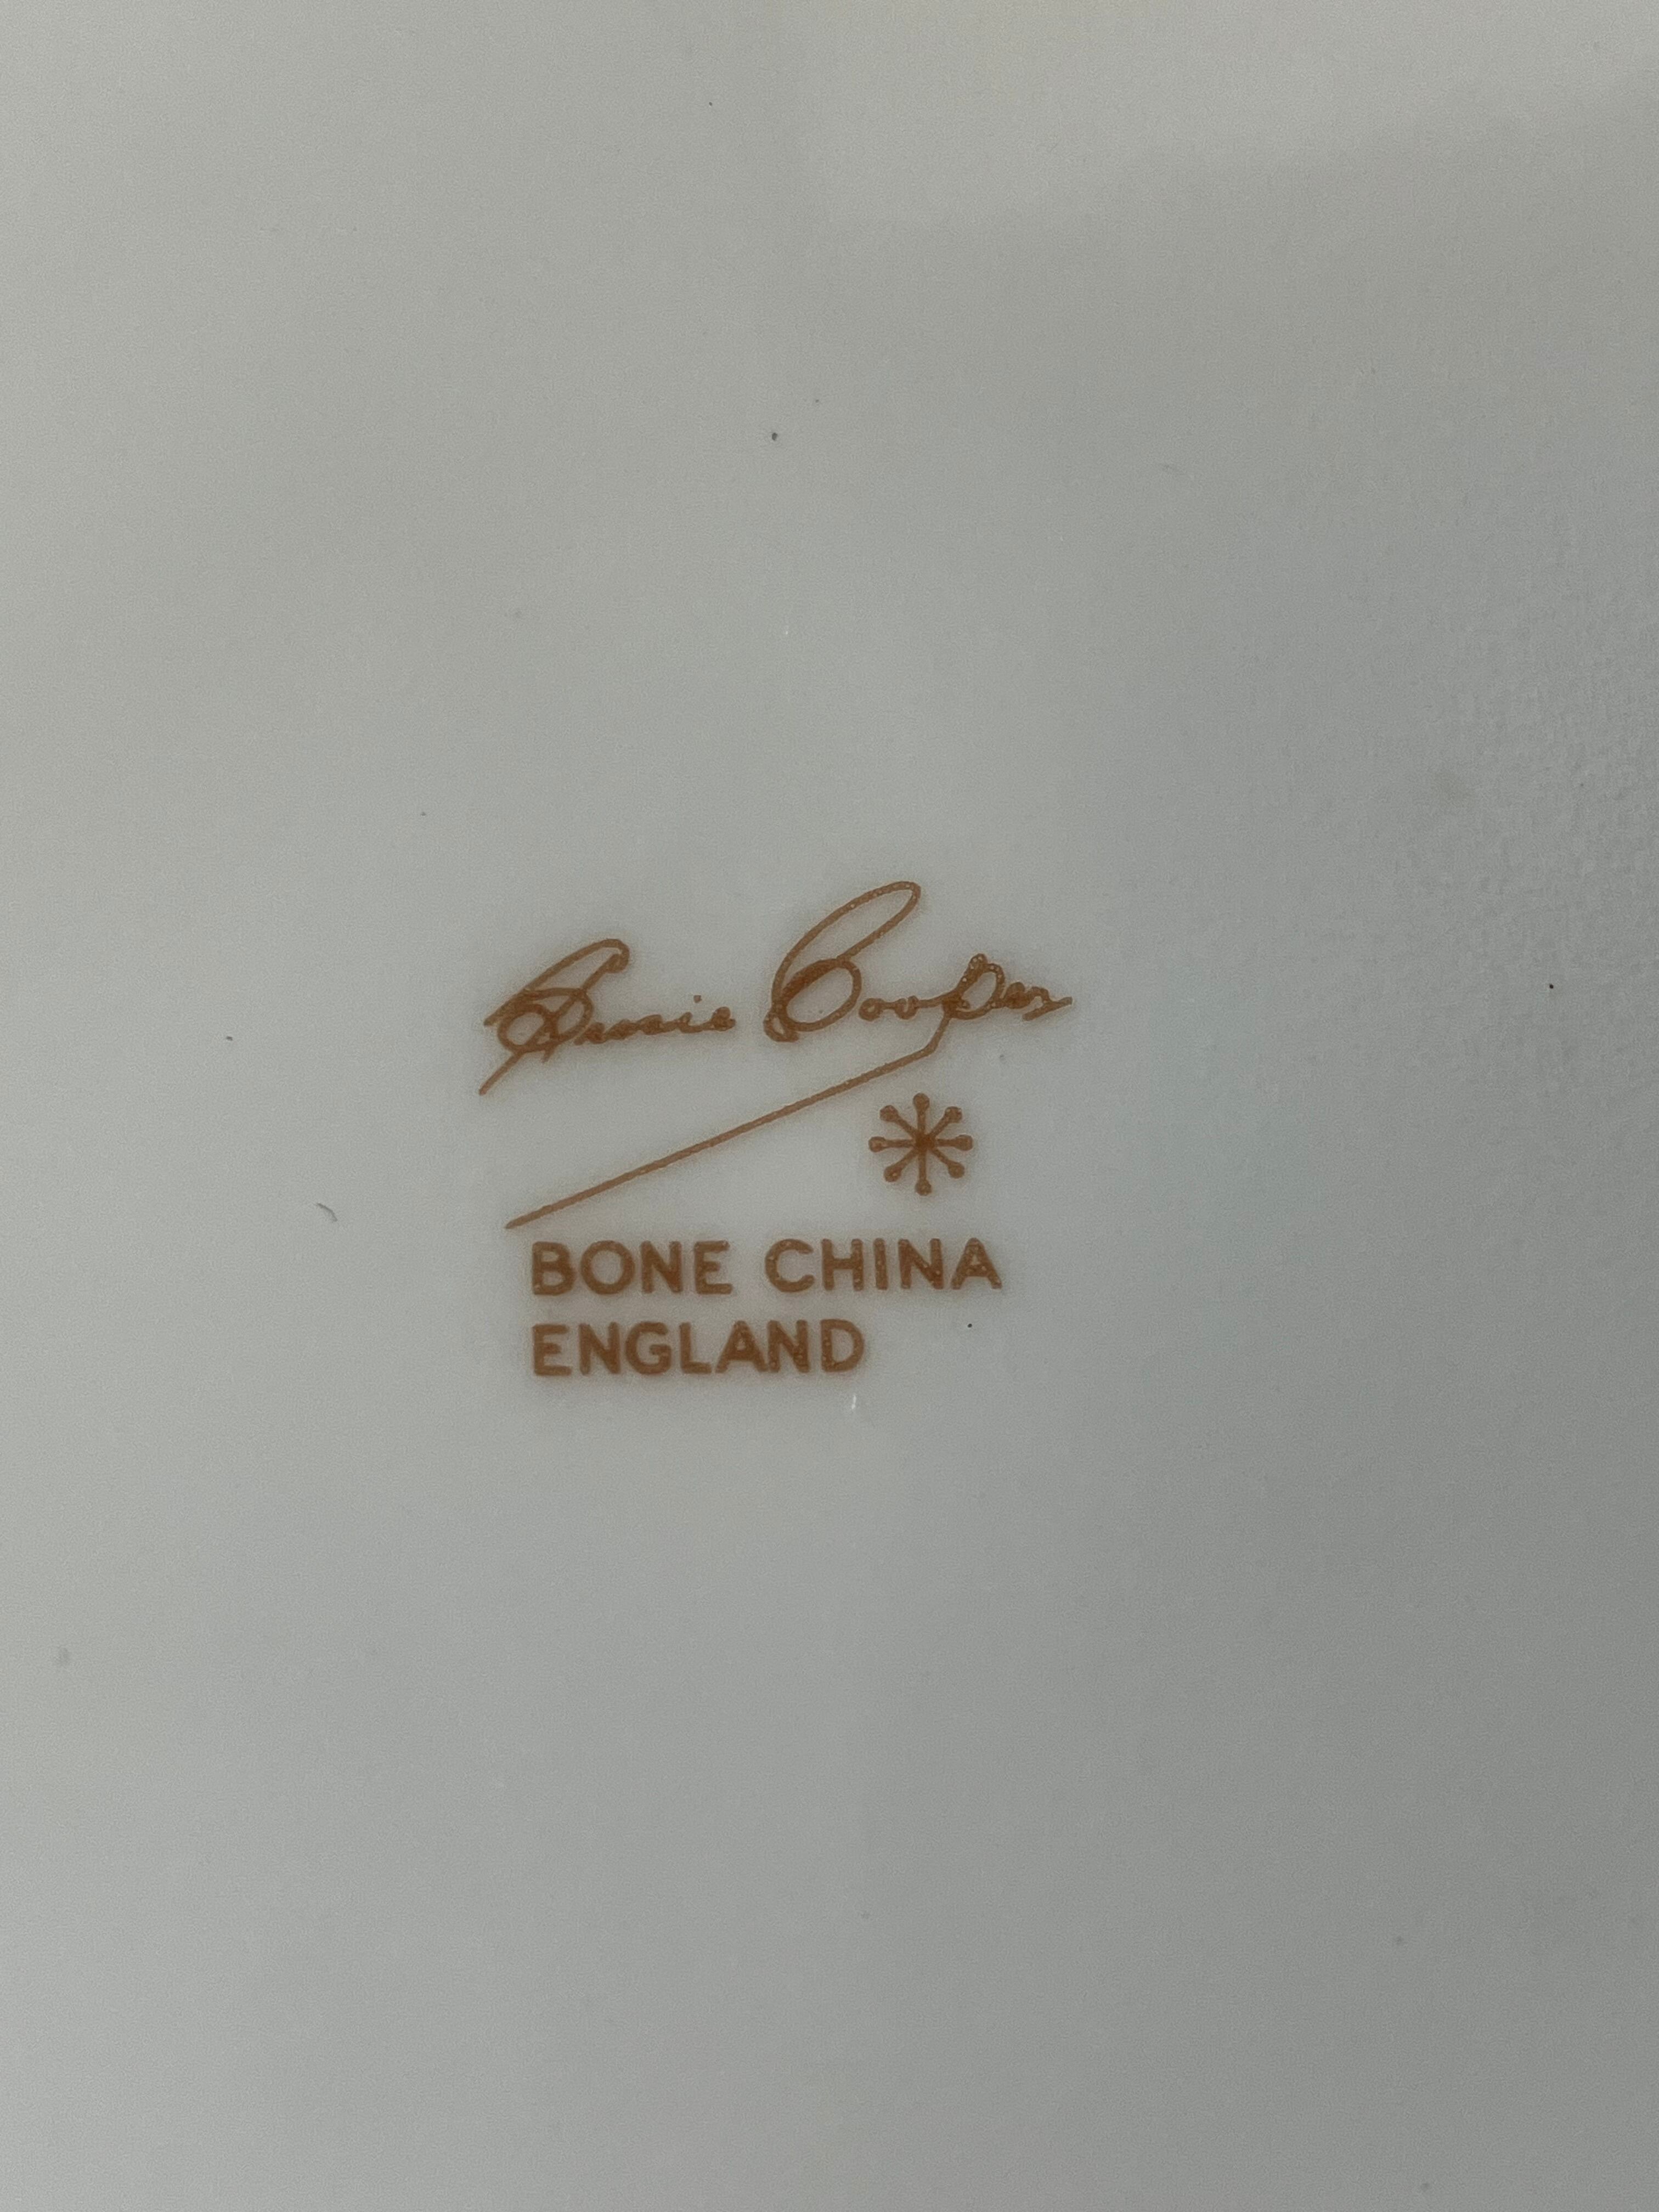 Susie Cooper
BONE CHINA
ENGLAND